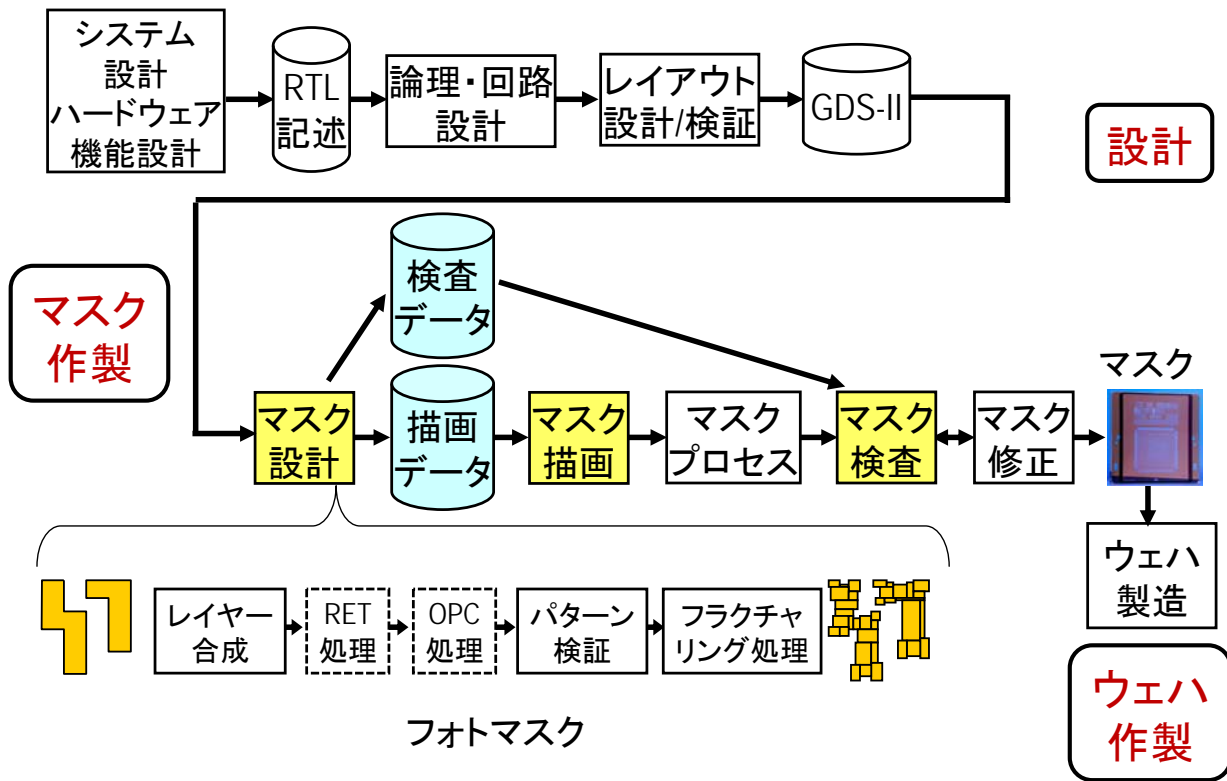 システム
設計
ハードウェア
機能設計
RTL
記述
論理・回路
設計
レイアウト
設計/検証
GDS-II
設計
マスク
作製
検査
データ
マスク
設計
描画
データ
マスク
描画
マスク
プロセス
マスク
検査
マスク
修正
マスク
ウェハ
製造
レイヤー
合成
RET
処理
OPC
処理
パターン
検証
フラクチャ
リング処理
フォトマスク
ウェハ
作製